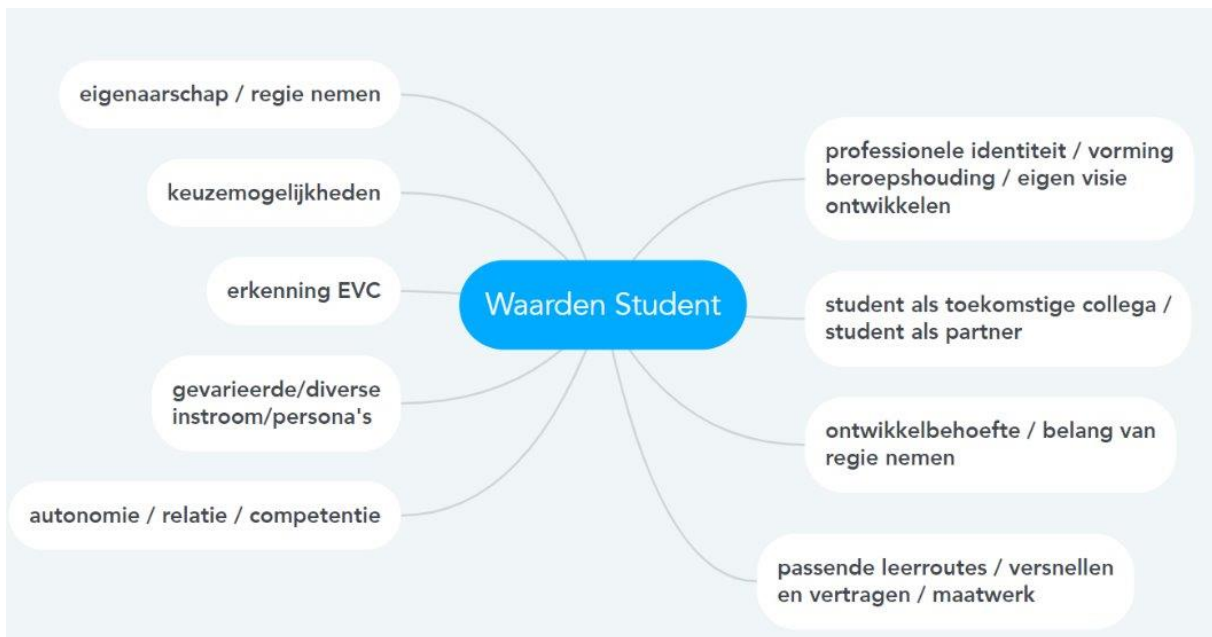 eigenaarschap / regie nemen
keuzemogelijkheden
erkenning EVC
gevarieerde/diverse
instroom/persona's
autonomie / relatie / competentie
Waarden Student
professionele identiteit / vorming
beroepshouding / eigen visie
ontwikkelen
student als toekomstige collega /
student als partner
ontwikkelbehoefte / belang van
regie nemen
passende leerroutes / versnellen
en vertragen / maatwerk